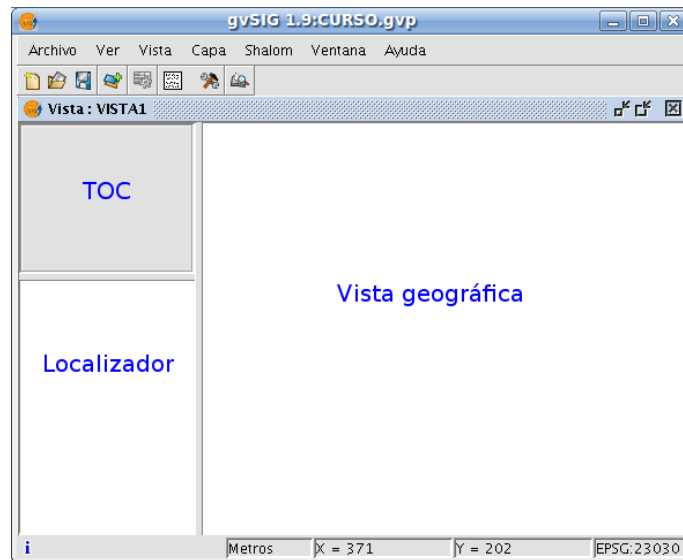 gvSIG 1.9:CURSO.gvp
Archivo Ver Vista Capa Shalom Ventana Ayuda
Vista : VISTA1
TOC
Vista geográfica
Localizador
Metros X = 371 Y = 202 EPSG:23030